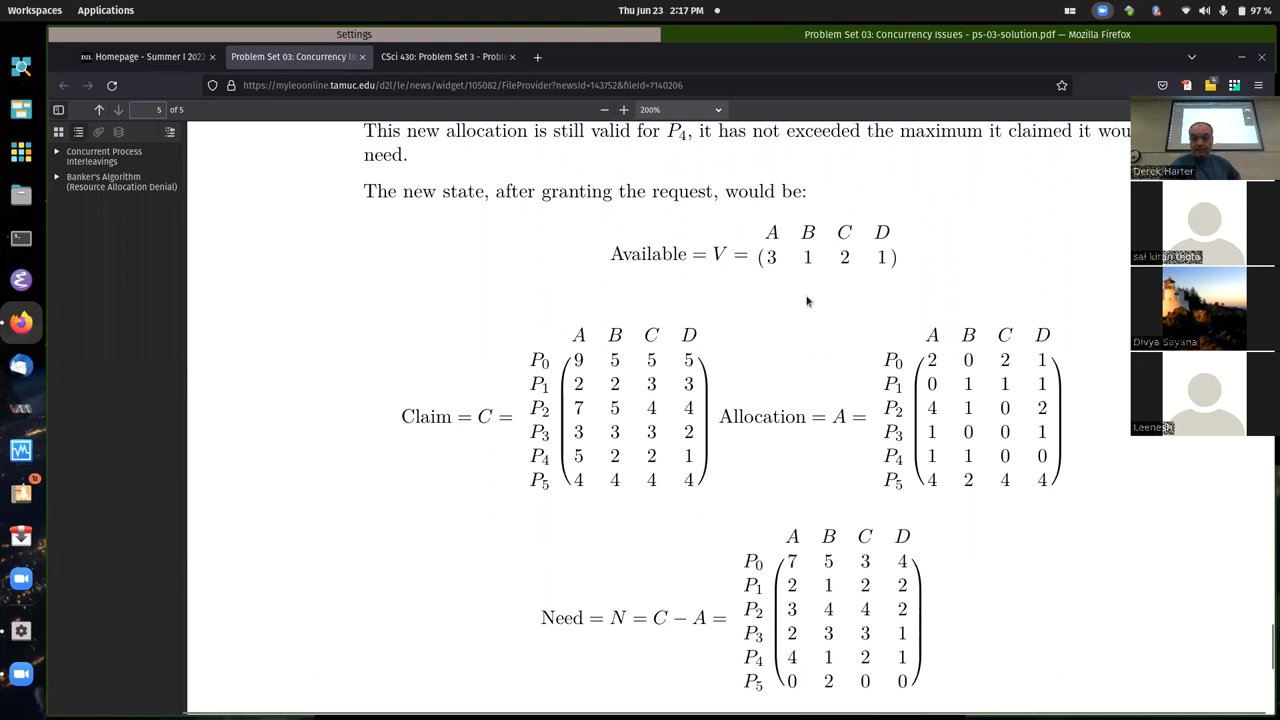 Workspaces Applications Thu Jun 23 2:17 PM 97 %
Settings Problem Set 03: Concurrency Issues - ps-03-solution.pdf — Mozilla Firefox
Homepage - Summer I 2022 Problem Set 03: Concurrency Is CSci 430: Problem Set 3 - Proble
https://myleoonline.tamuc.edu/d2l/le/news/widget/105082/FileProvider?newsId=143752&fileId=7140206
5 of 5 200%
Concurrent Process
Interleavings
Banker's Algorithm
(Resource Allocation Denial)
This new allocation is still valid for P4, it has not exceeded the maximum it claimed it wou
need.
The new state, after granting the request, would be:
A B C D
Available = V = (3 1 2 1)
A B C D
P0 9 5 5 5
P1 2 2 3 3
P2 7 5 4 4
Claim = C =
P3 3 3 3 2
P4 5 2 2 1
P5 4 4 4 4
A B C D
P0 2 0 2 1
P1 0 1 1 1
P2 4 1 0 2
Allocation = A =
P3 1 0 0 1
P4 1 1 0 0
P5 4 2 4 4
A B C D
P0 7 5 3 4
P1 2 1 2 2
P2 3 4 4 2
Need = N = C − A =
P3 2 3 3 1
P4 4 1 2 1
P5 0 2 0 0
Derek Harter
sai kiran thota
Divya Sayana
Leenesh
12
4